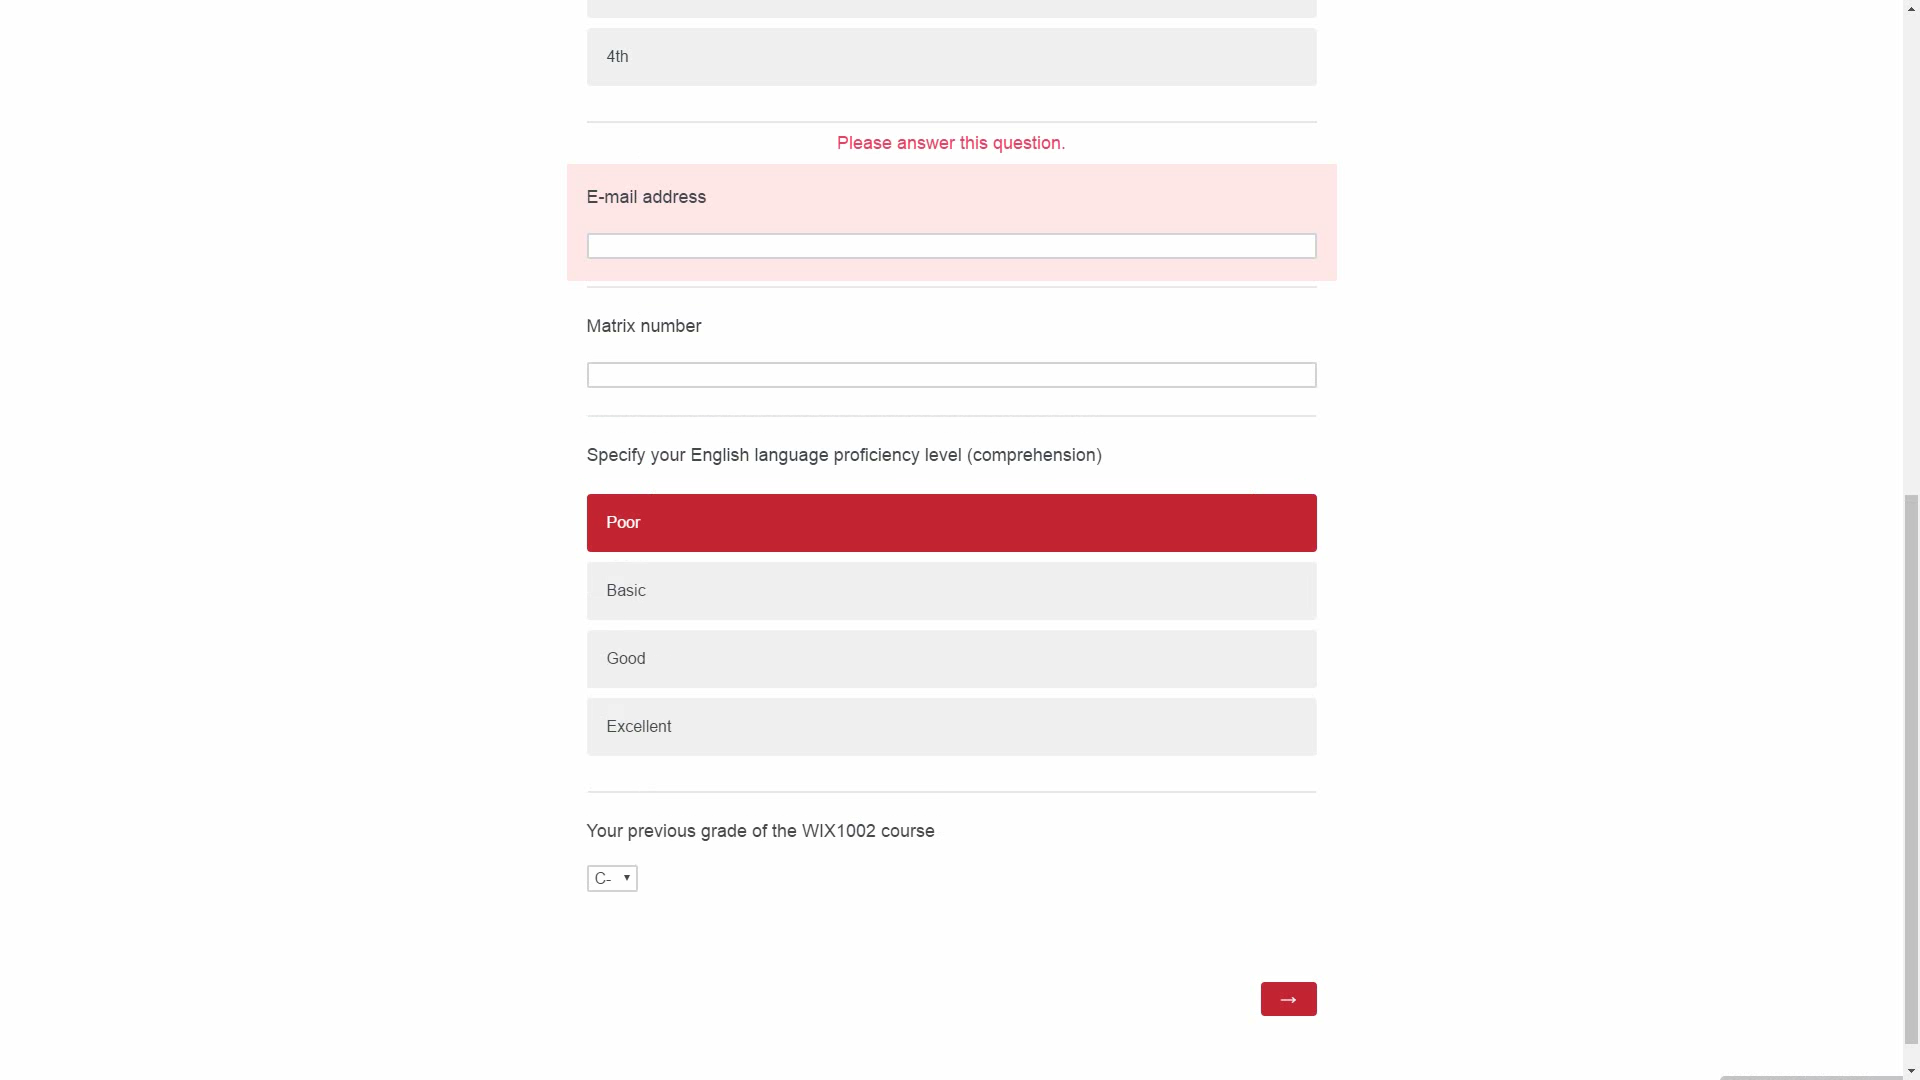 4th
Please answer this question.
E-mail address
Matrix number
Specify your English language proficiency level (comprehension)
Poor
Basic
Good
Excellent
Your previous grade of the WIX1002 course
C-
→